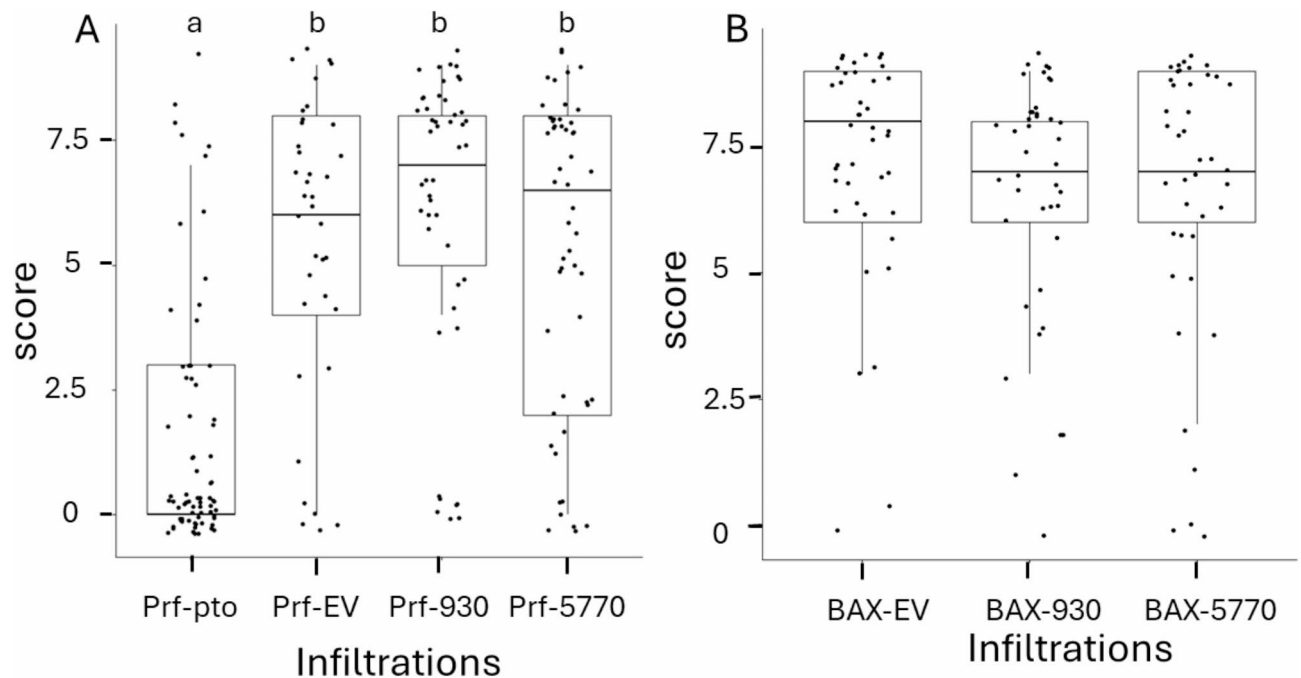 A
a b b b
7.5
5
2.5
0
score
Prf-pto Prf-EV Prf-930 Prf-5770
Infiltrations
B
7.5
5
2.5
0
score
BAX-EV BAX-930 BAX-5770
Infiltrations